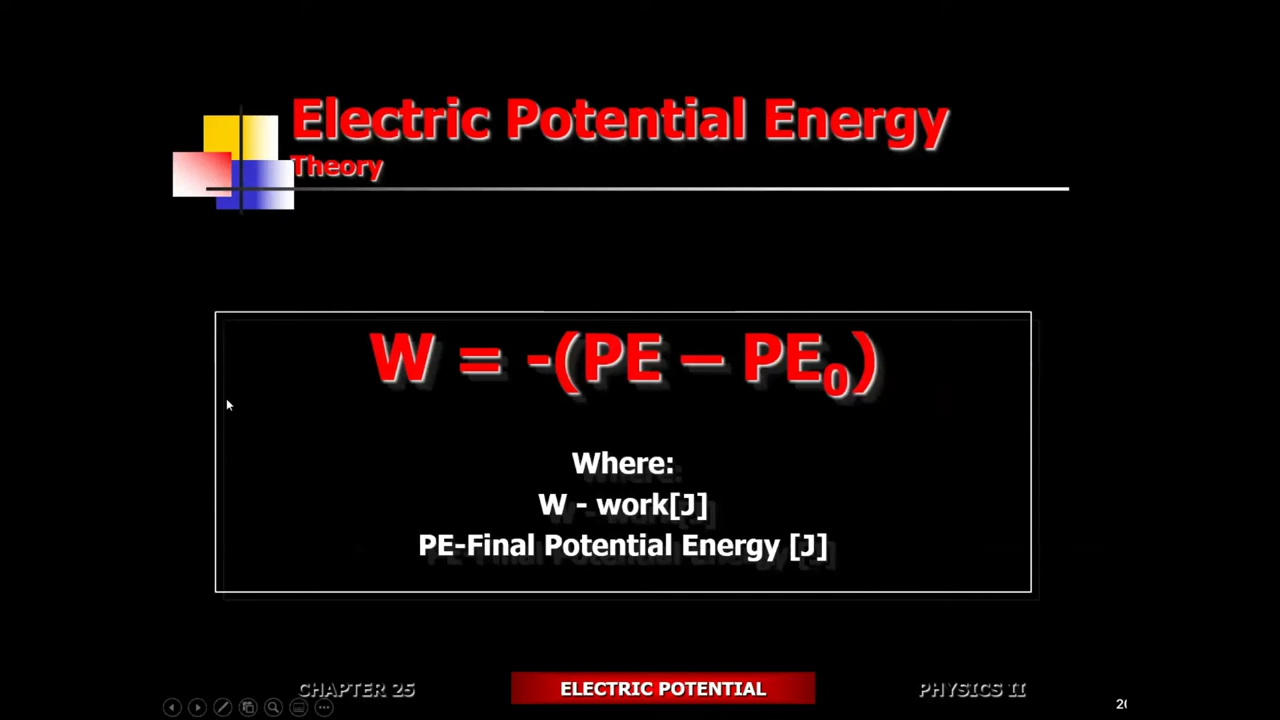 Electric Potential Energy
Theory
W = -(PE – PE₀)
Where:
W - work[J]
PE-Final Potential Energy [J]
CHAPTER 25
ELECTRIC POTENTIAL
PHYSICS II